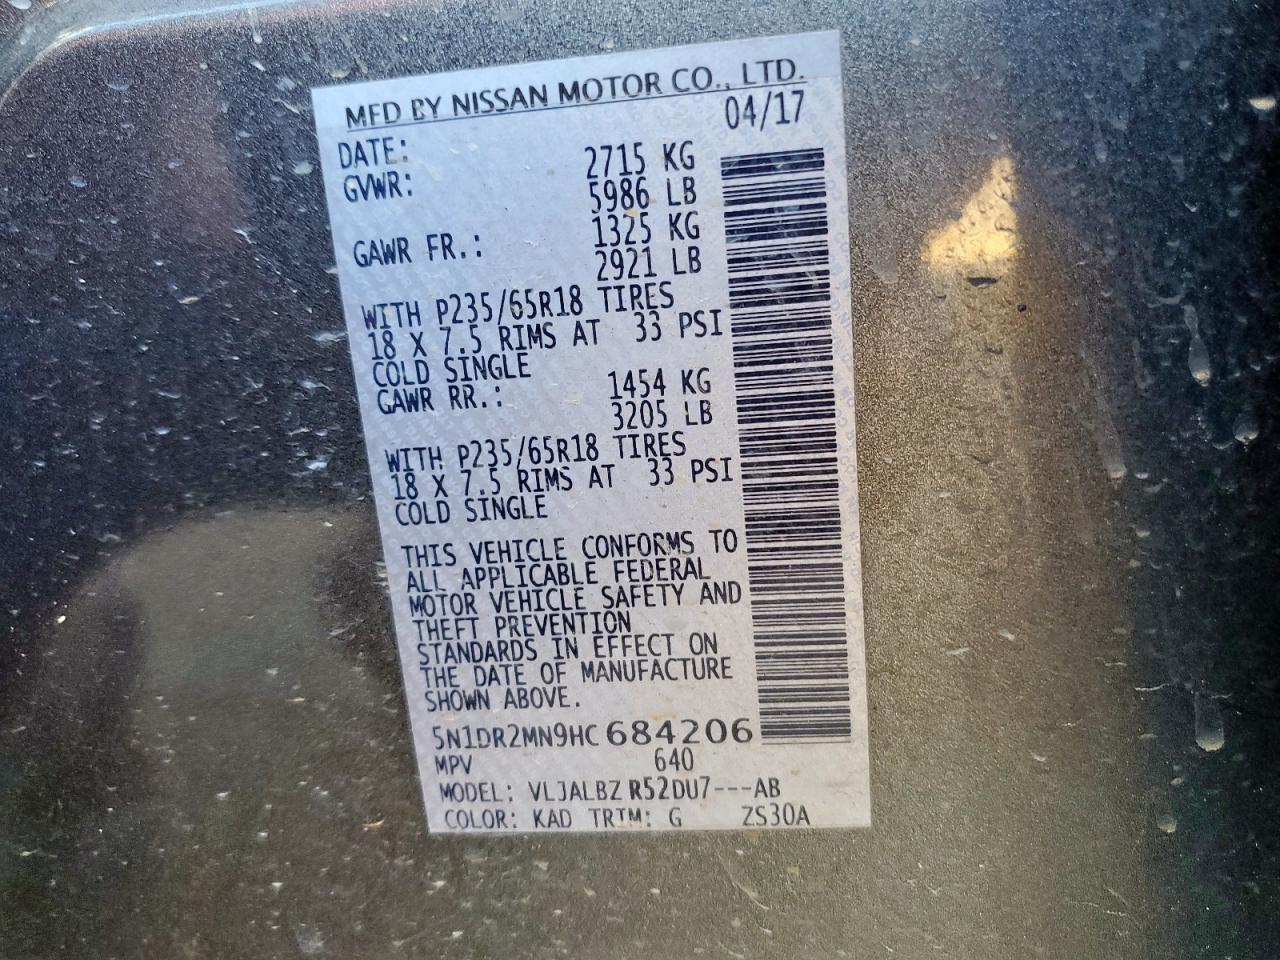 MFD BY NISSAN MOTOR CO., LTD.
DATE: 04/17
GVWR: 2715 KG
5986 LB
GAWR FR.: 1325 KG
2921 LB
WITH P235/65R18 TIRES
18 X 7.5 RIMS AT 33 PSI
COLD SINGLE
GAWR RR.: 1454 KG
3205 LB
WITH P235/65R18 TIRES
18 X 7.5 RIMS AT 33 PSI
COLD SINGLE
THIS VEHICLE CONFORMS TO
ALL APPLICABLE FEDERAL
MOTOR VEHICLE SAFETY AND
THEFT PREVENTION
STANDARDS IN EFFECT ON
THE DATE OF MANUFACTURE
SHOWN ABOVE.
5N1DR2MN9HC684206
MPV 640
MODEL: VLJALBZ R52DU7---AB
COLOR: KAD TRIM: G ZS30A